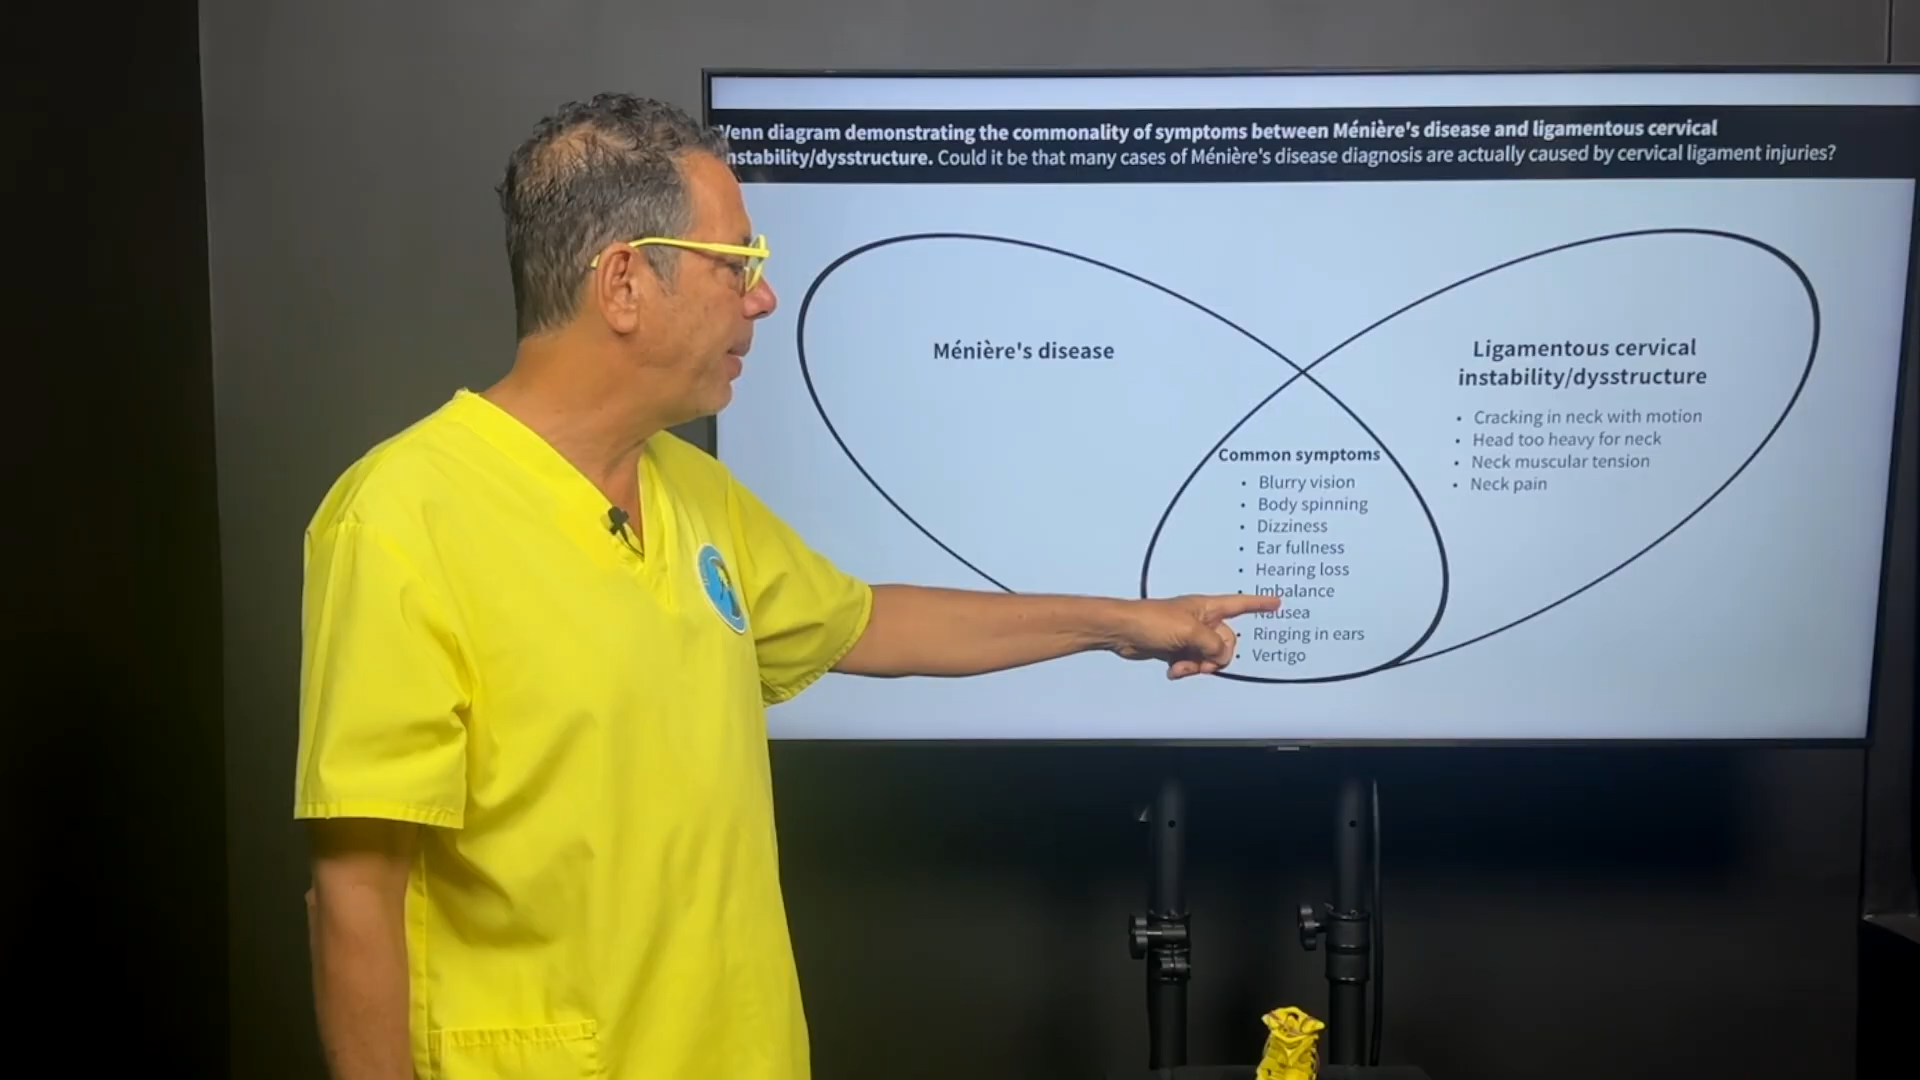 Venn diagram demonstrating the commonality of symptoms between Ménière's disease and ligamentous cervical
nstability/dysstructure. Could it be that many cases of Ménière's disease diagnosis are actually caused by cervical ligament injuries?
Ménière's disease
Ligamentous cervical
instability/dysstructure
• Cracking in neck with motion
• Head too heavy for neck
• Neck muscular tension
• Neck pain
Common symptoms
• Blurry vision
• Body spinning
• Dizziness
• Ear fullness
• Hearing loss
• Imbalance
Nausea
• Ringing in ears
• Vertigo